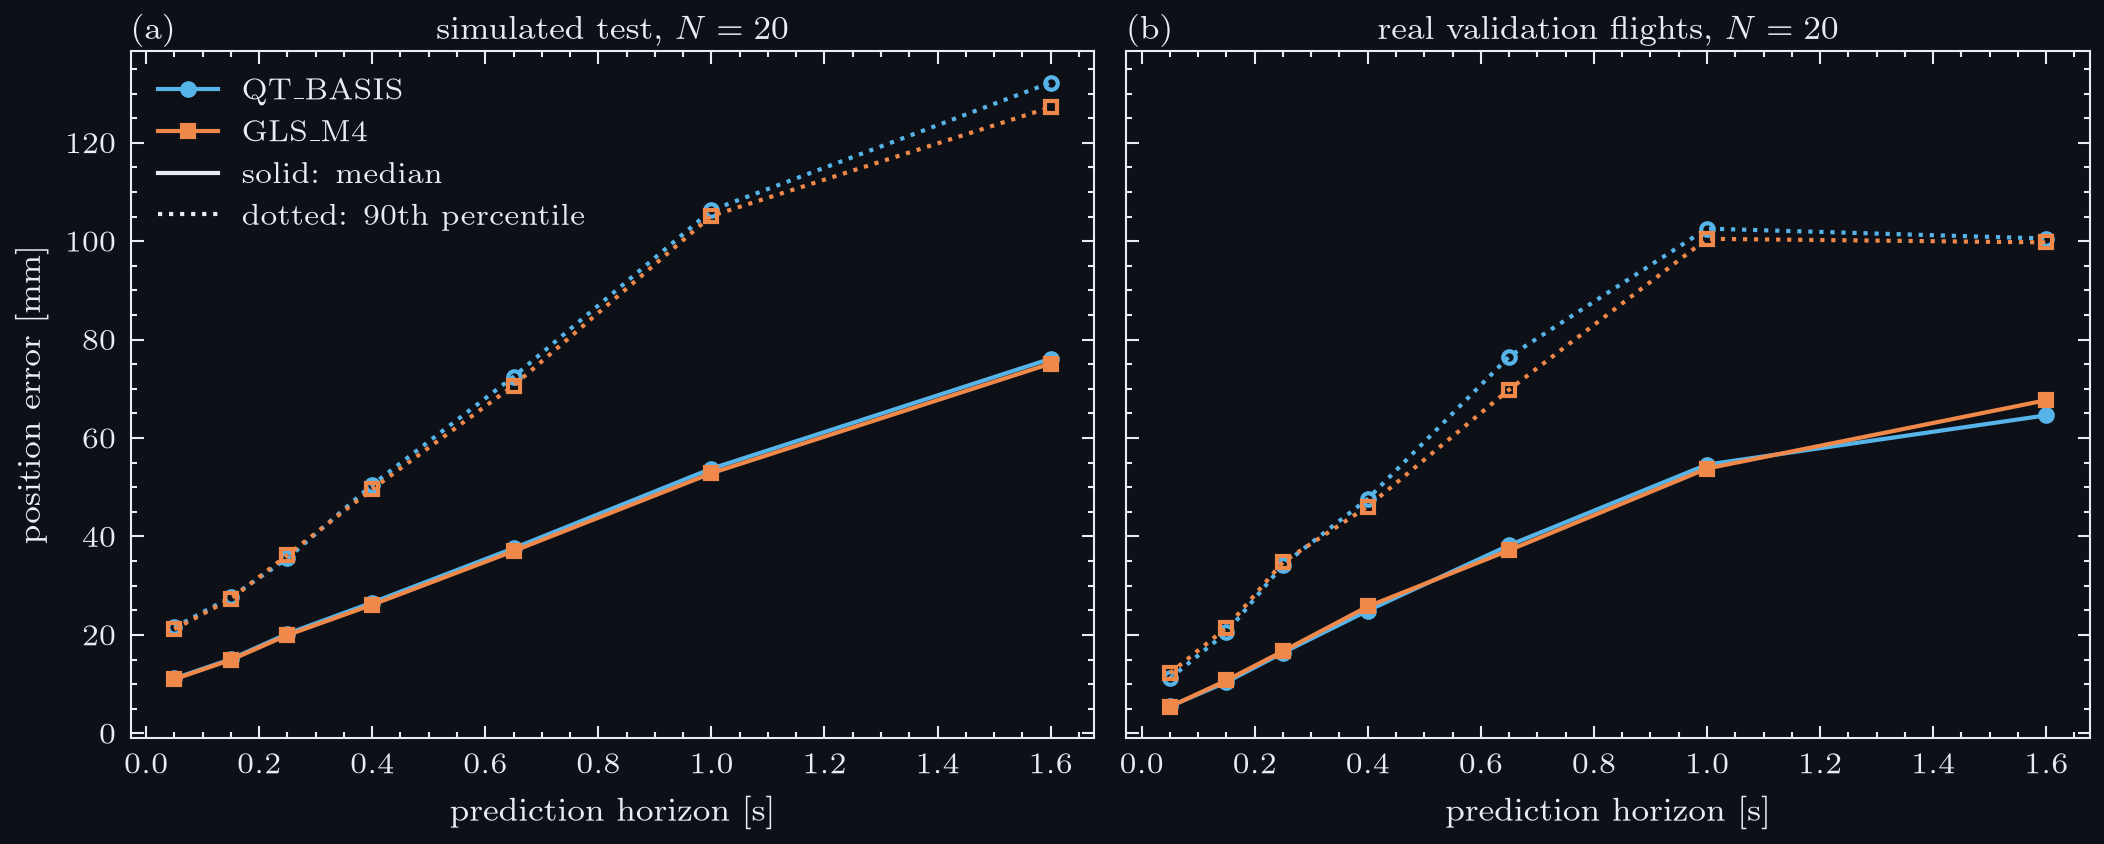 (a)
simulated test, N = 20
(b)
real validation flights, N = 20
QT_BASIS
GLS_M4
solid: median
dotted: 90th percentile
position error [mm]
120
100
80
60
40
20
0
0.0 0.2 0.4 0.6 0.8 1.0 1.2 1.4 1.6
prediction horizon [s]
0.0 0.2 0.4 0.6 0.8 1.0 1.2 1.4 1.6
prediction horizon [s]